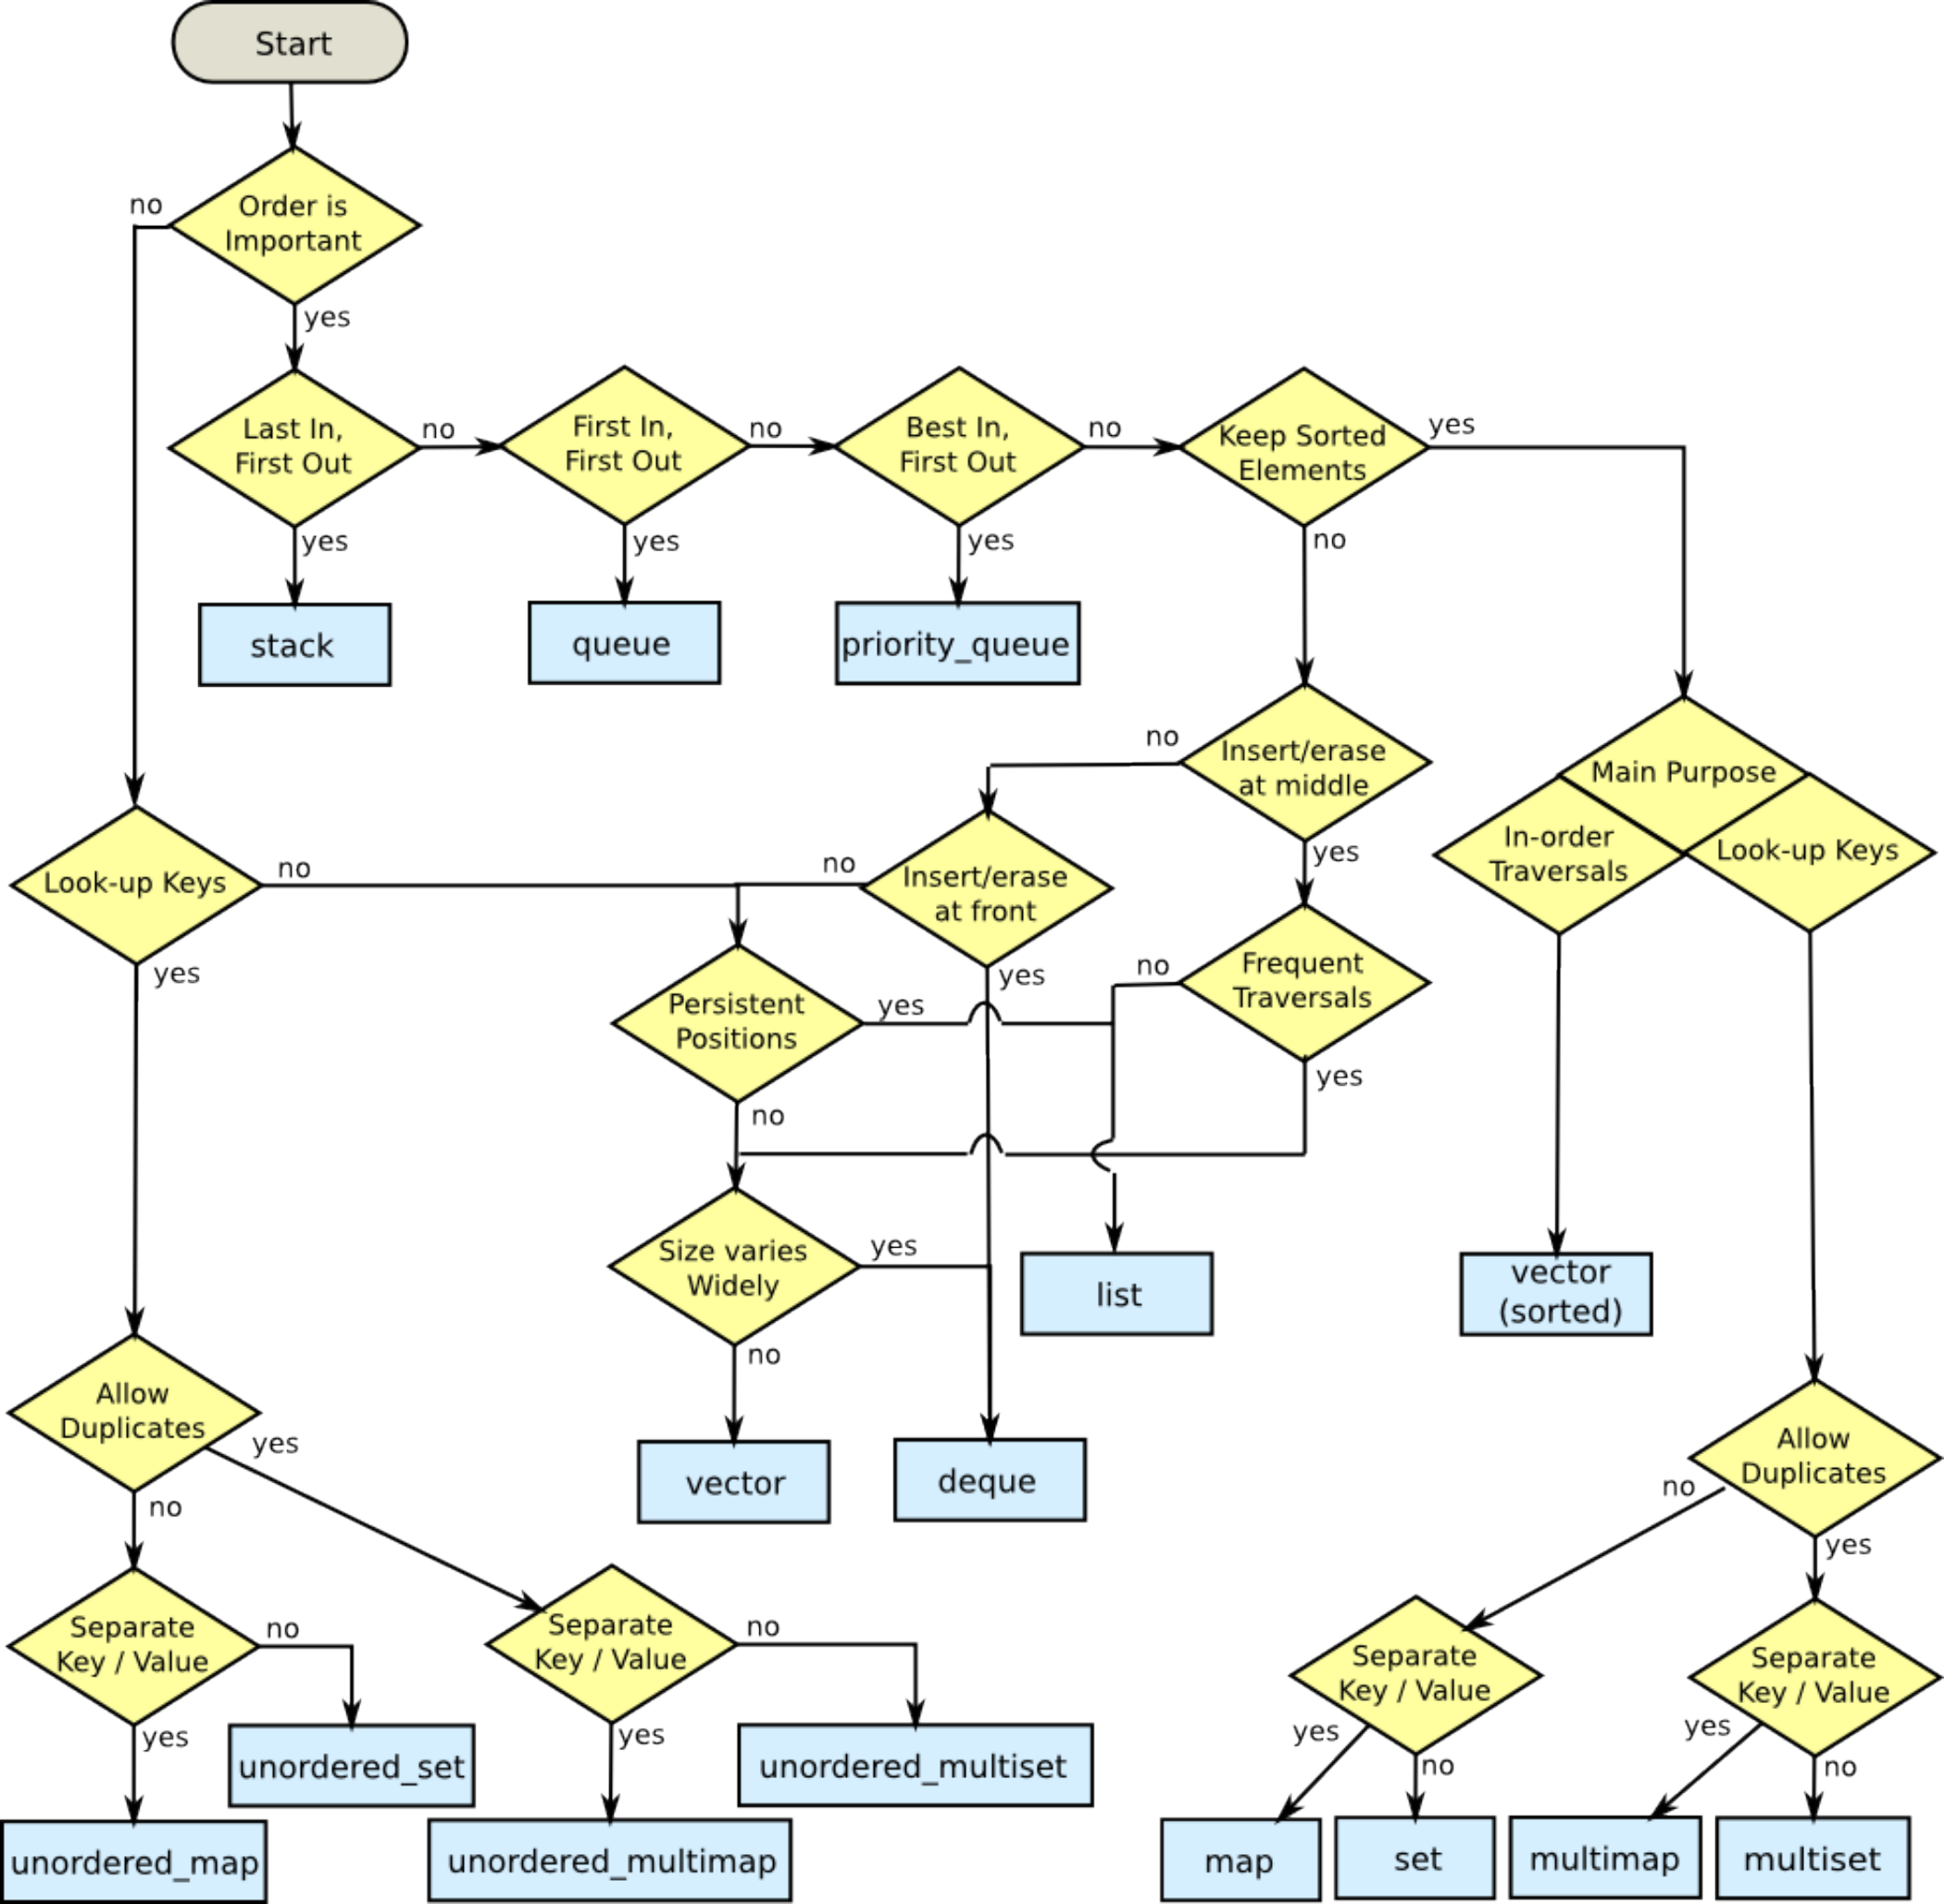 Start
no
Order is
Important
yes
Last In,
First Out
no
First In,
First Out
no
Best In,
First Out
no
Keep Sorted
Elements
yes
yes
yes
yes
no
stack
queue
priority_queue
no
Insert/erase
at middle
Main Purpose
In-order
Traversals
Look-up Keys
yes
Look-up Keys
no
no
Insert/erase
at front
yes
yes
no
Frequent
Traversals
Persistent
Positions
yes
yes
no
Size varies
Widely
yes
list
vector
(sorted)
no
Allow
Duplicates
yes
no
vector
deque
Allow
Duplicates
no
yes
Separate
Key / Value
no
Separate
Key / Value
no
Separate
Key / Value
Separate
Key / Value
yes
yes
yes
no
yes
no
unordered_set
unordered_multiset
unordered_map
unordered_multimap
map
set
multimap
multiset